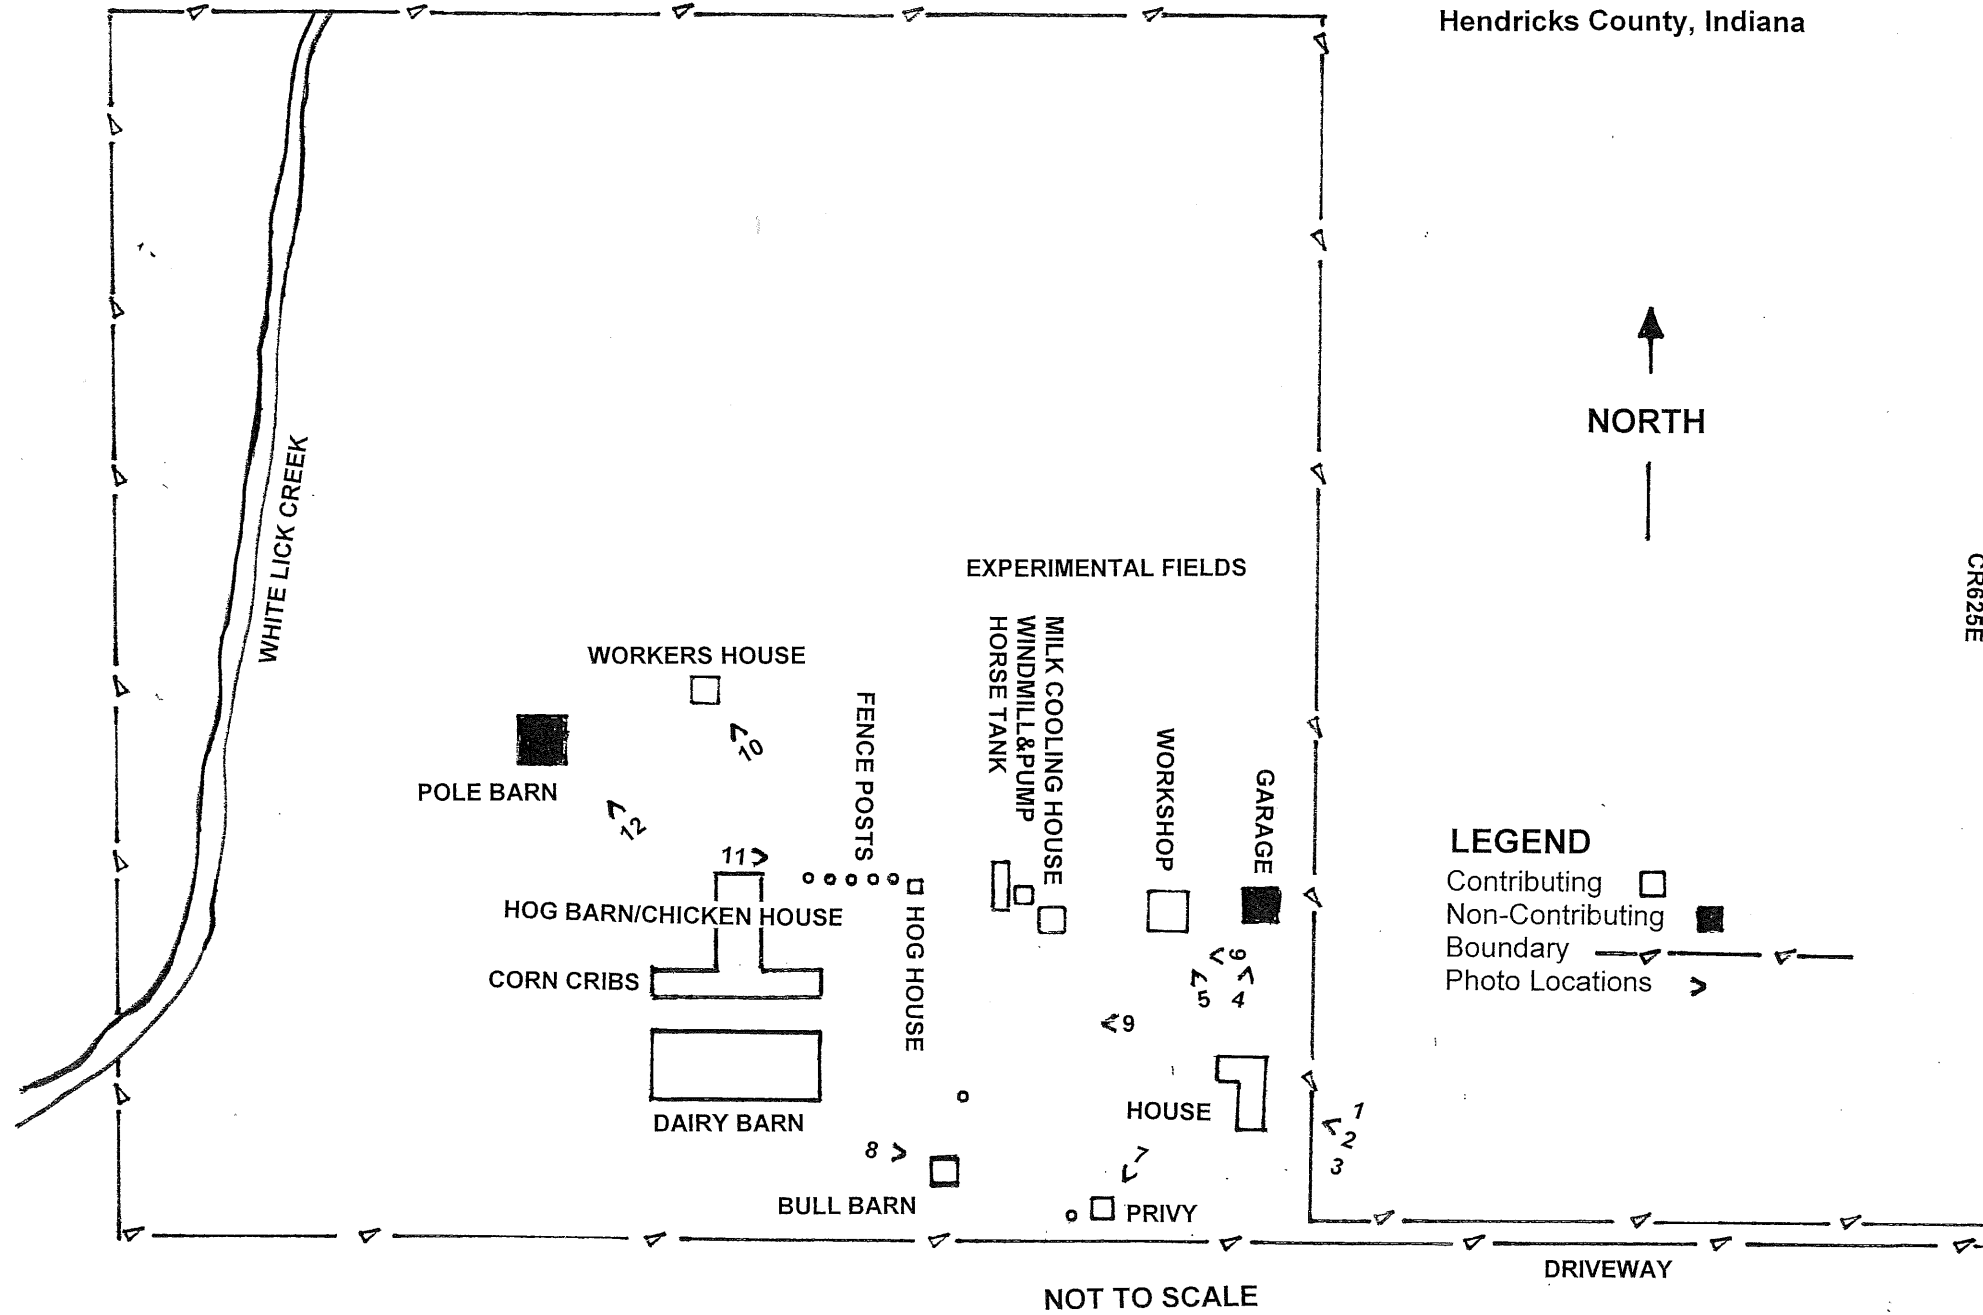 Hendricks County, Indiana
NORTH
CR625E
WHITE LICK CREEK
EXPERIMENTAL FIELDS
WORKERS HOUSE
10
POLE BARN
12
FENCE POSTS
HORSE TANK
WINDMILL&PUMP
MILK COOLING HOUSE
WORKSHOP
GARAGE
11
HOG BARN/CHICKEN HOUSE
HOG HOUSE
CORN CRIBS
DAIRY BARN
6
5
4
9
HOUSE
1
2
3
8
7
BULL BARN
PRIVY
LEGEND
Contributing
Non-Contributing
Boundary
Photo Locations
DRIVEWAY
NOT TO SCALE